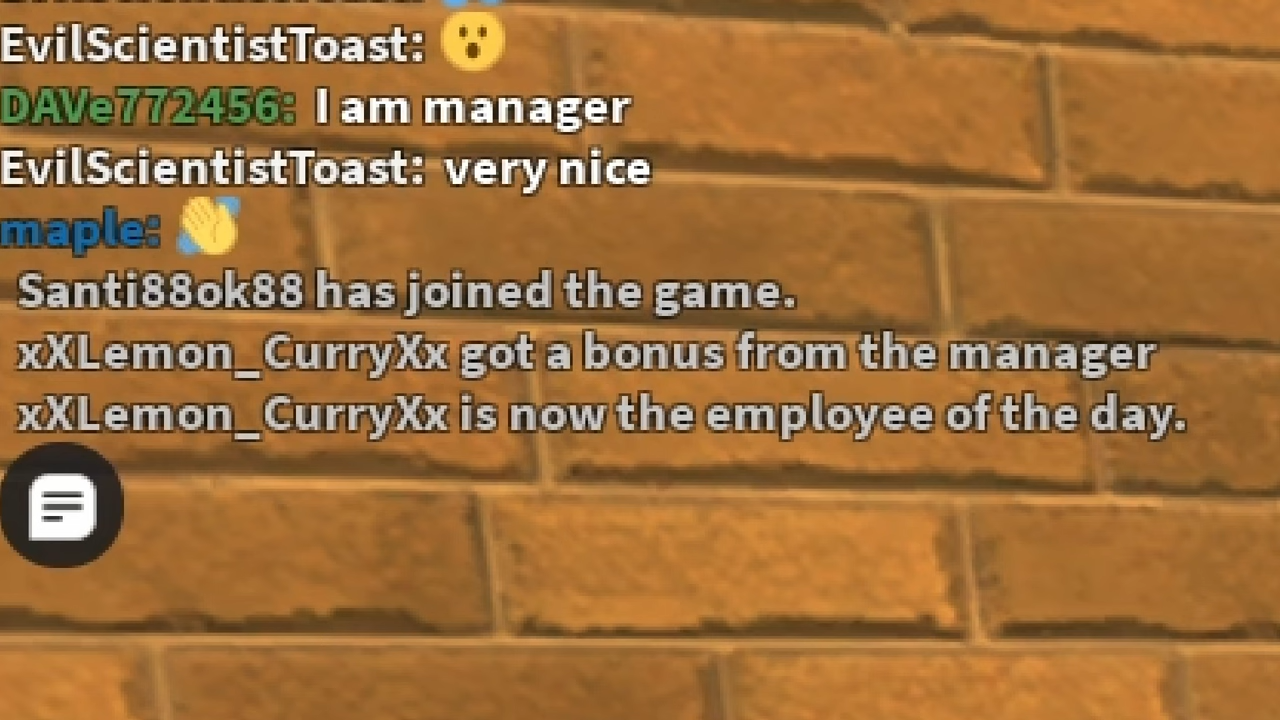 EvilScientistToast: 😮
DAVe772456: I am manager
EvilScientistToast: very nice
maple: 👏
Santi88ok88 has joined the game.
xXLemon_CurryXx got a bonus from the manager
xXLemon_CurryXx is now the employee of the day.